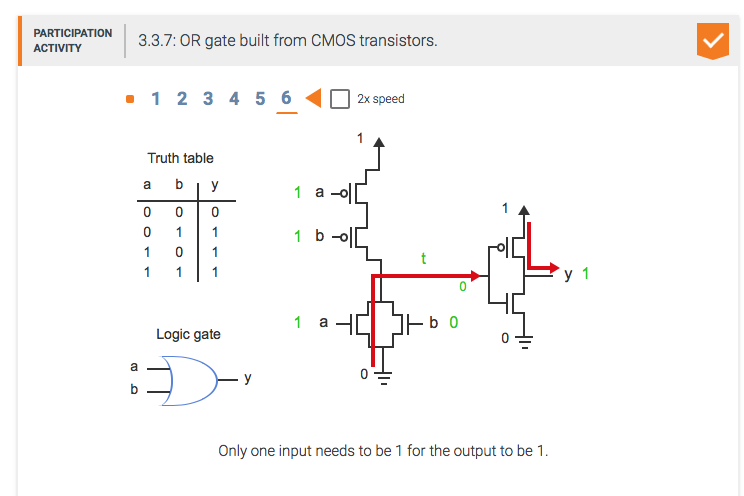 PARTICIPATION
ACTIVITY
3.3.7: OR gate built from CMOS transistors.
1 2 3 4 5 6
2x speed
Truth table
a b y
0 0 0
0 1 1
1 0 1
1 1 1
1
1 a
1 b
t
0
1 a
b 0
0
1
y 1
0
Logic gate
a
b
y
Only one input needs to be 1 for the output to be 1.